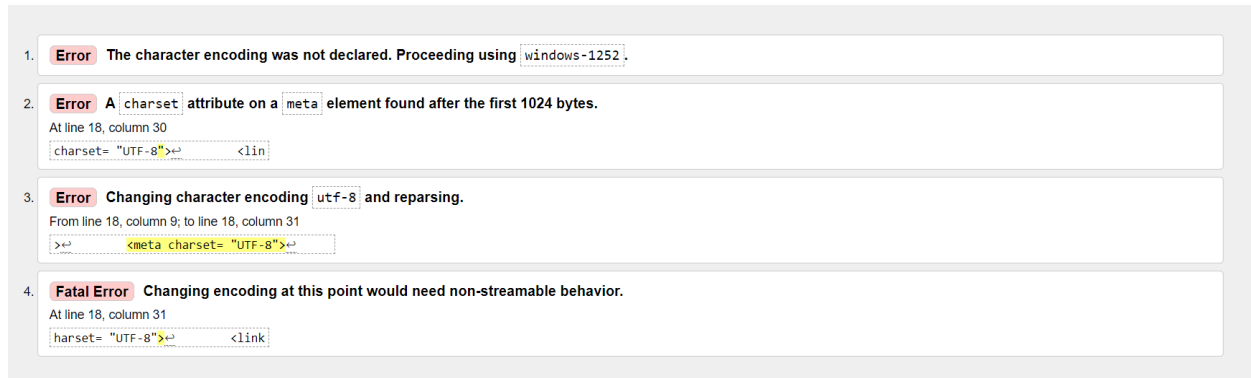 1. Error The character encoding was not declared. Proceeding using windows-1252.
2. Error A charset attribute on a meta element found after the first 1024 bytes.
At line 18, column 30
charset= "UTF-8">↩        <lin
3. Error Changing character encoding utf-8 and reparsing.
From line 18, column 9; to line 18, column 31
>↩        <meta charset= "UTF-8">↩
4. Fatal Error Changing encoding at this point would need non-streamable behavior.
At line 18, column 31
harset= "UTF-8">↩        <link